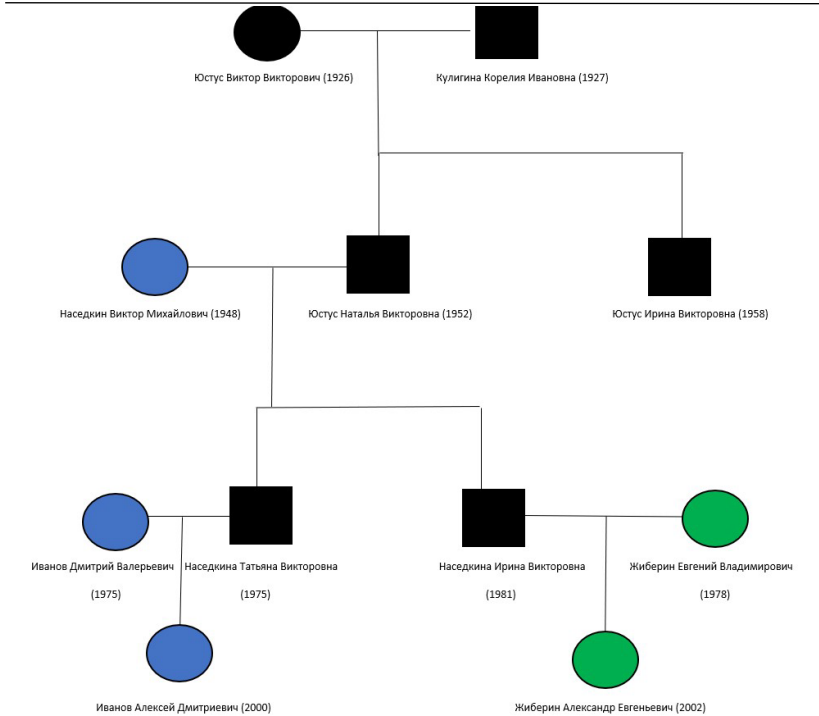 Юстус Виктор Викторович (1926)
Кулигина Корелия Ивановна (1927)
Наседкин Виктор Михайлович (1948)
Юстус Наталья Викторовна (1952)
Юстус Ирина Викторовна (1958)
Иванов Дмитрий Валерьевич
(1975)
Наседкина Татьяна Викторовна
(1975)
Наседкина Ирина Викторовна
(1981)
Жиберин Евгений Владимирович
(1978)
Иванов Алексей Дмитриевич (2000)
Жиберин Александр Евгеньевич (2002)